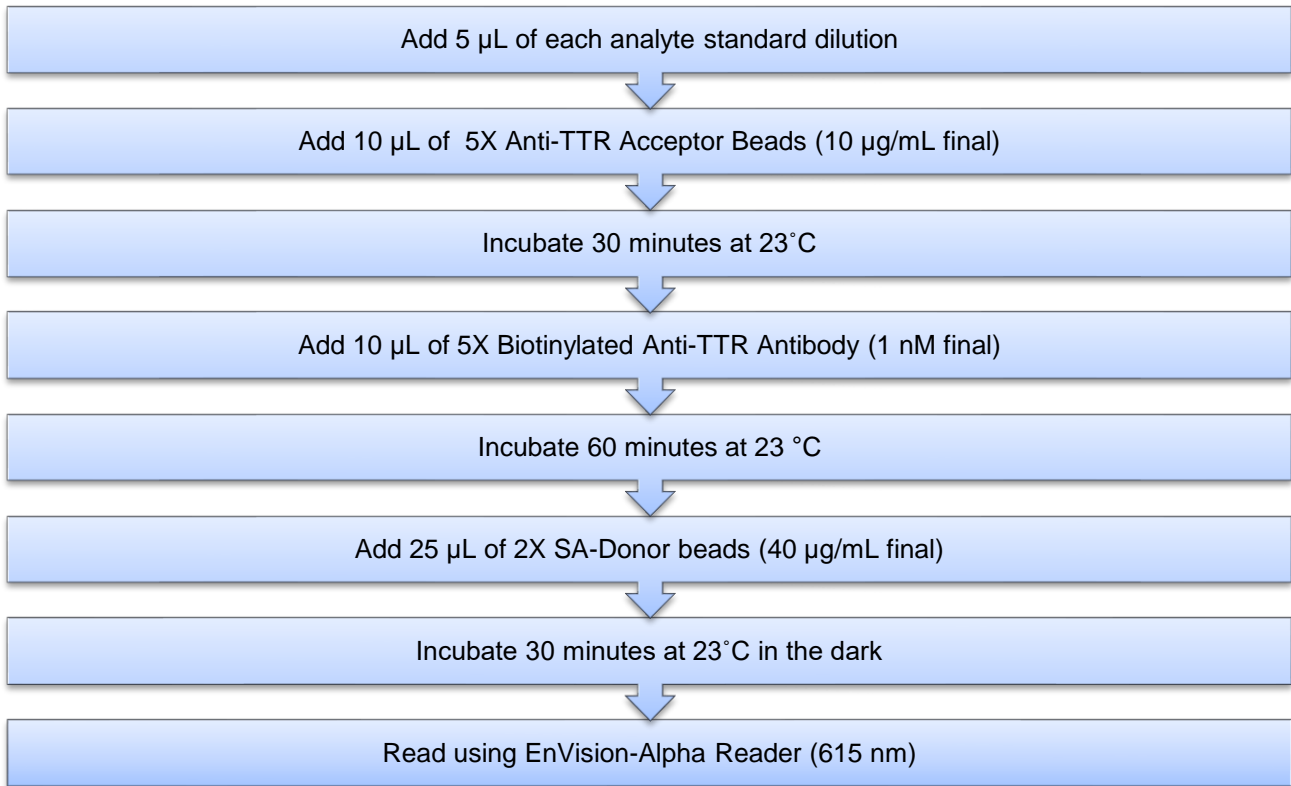 Add 5 µL of each analyte standard dilution
Add 10 µL of  5X Anti-TTR Acceptor Beads (10 µg/mL final)
Incubate 30 minutes at 23˚C
Add 10 µL of 5X Biotinylated Anti-TTR Antibody (1 nM final)
Incubate 60 minutes at 23 °C
Add 25 µL of 2X SA-Donor beads (40 µg/mL final)
Incubate 30 minutes at 23˚C in the dark
Read using EnVision-Alpha Reader (615 nm)